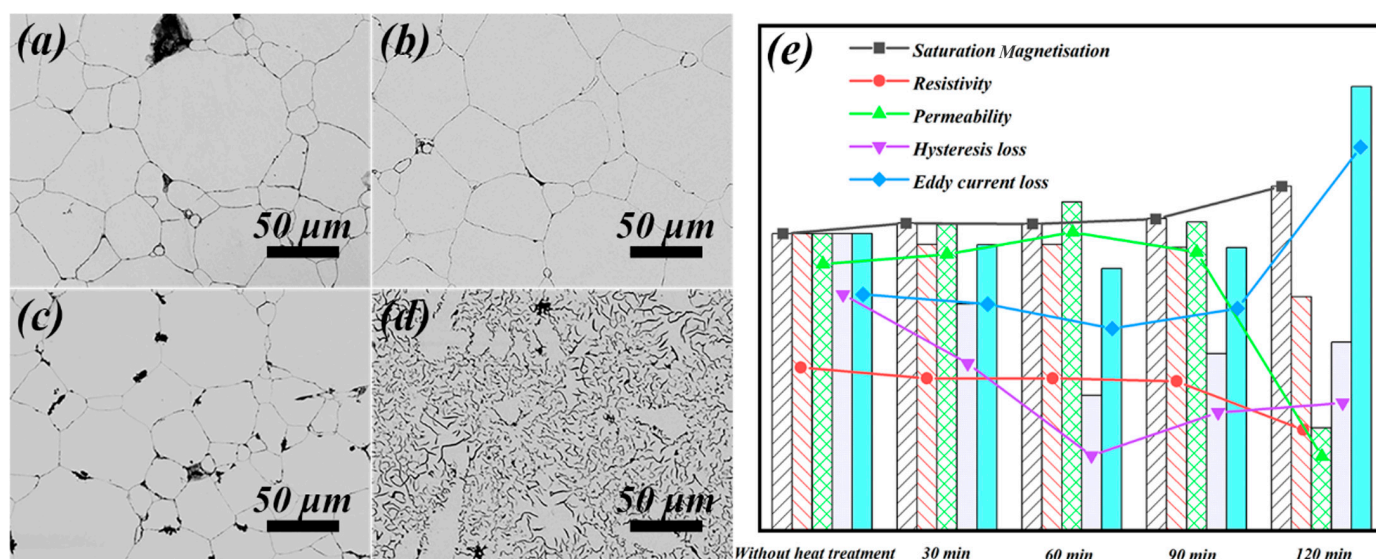 (a)
50 µm
(b)
50 µm
(c)
50 µm
(d)
50 µm
(e)
Saturation Magnetisation
Resistivity
Permeability
Hysteresis loss
Eddy current loss
Without heat treatment 30 min 60 min 90 min 120 min